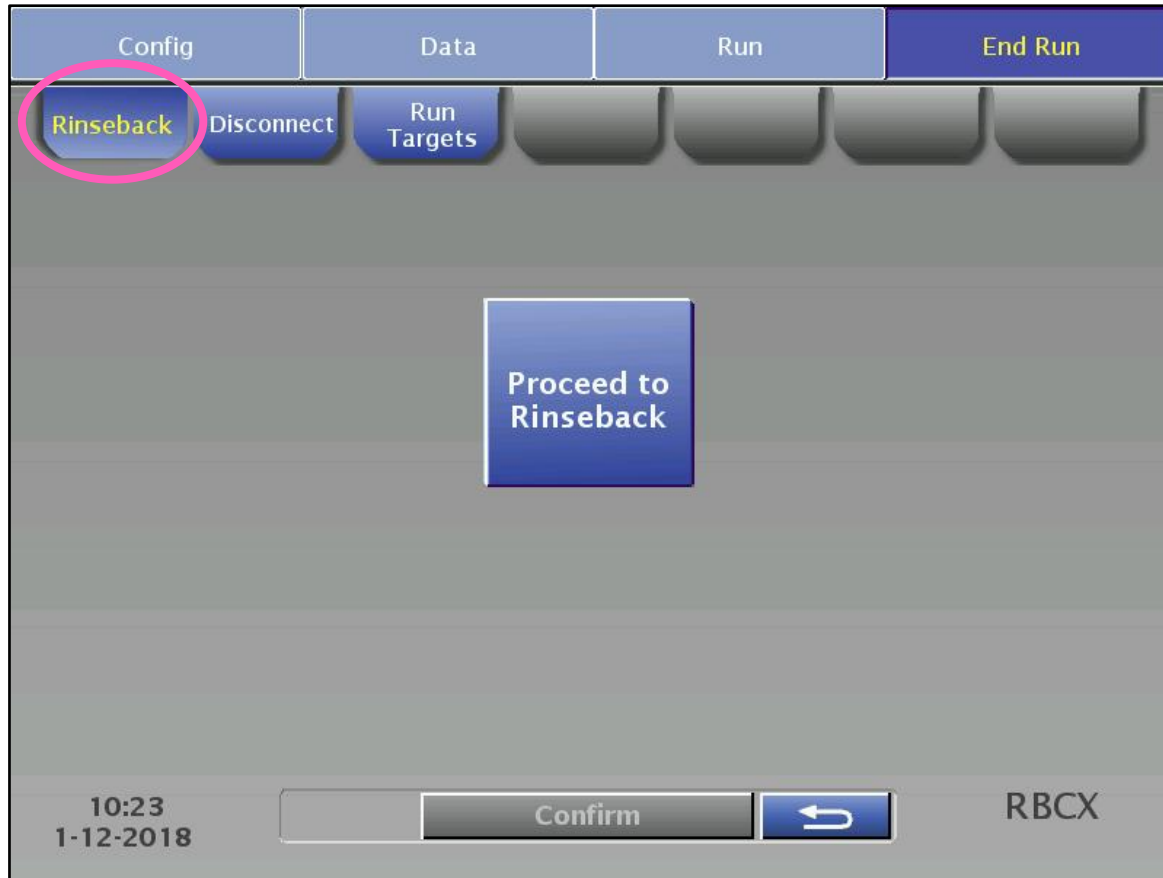 Config
Data
Run
End Run
Rinseback
Disconnect
Run
Targets
Proceed to
Rinseback
10:23
1-12-2018
Confirm
RBCX